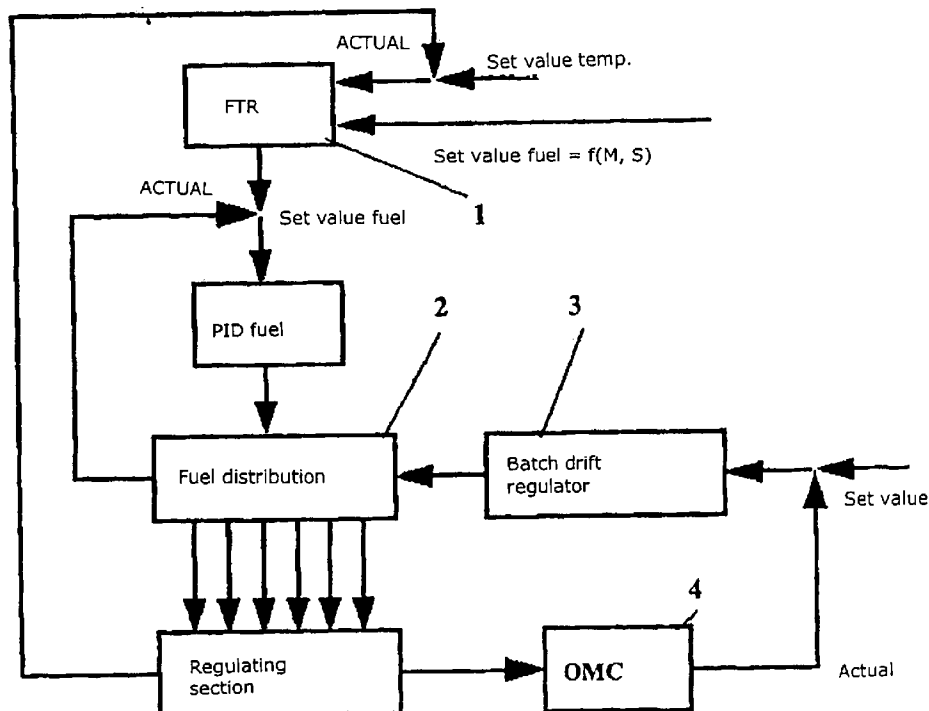 ACTUAL
Set value temp.
FTR
Set value fuel = f(M, S)
1
ACTUAL
Set value fuel
PID fuel
2
3
Fuel distribution
Batch drift
regulator
Set value
4
Regulating
section
OMC
Actual